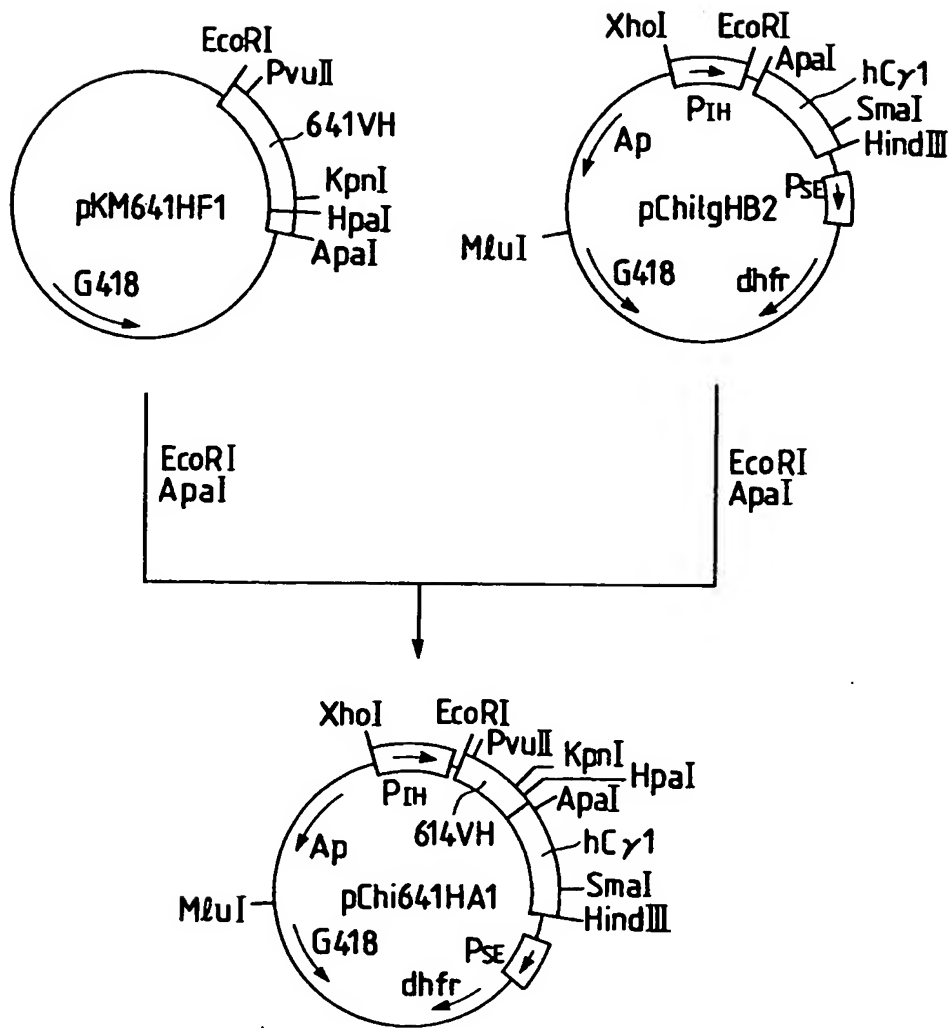 EcoRI
PvuII
641VH
KpnI
HpaI
ApaI
pKM641HF1
G418
XhoI
EcoRI
ApaI
hCγ1
SmaI
HindIII
PIH
Ap
PSE
pChiIgHB2
MluI
G418
dhfr
EcoRI
ApaI
EcoRI
ApaI
XhoI
EcoRI
PvuII
KpnI
HpaI
ApaI
PIH
614VH
hCγ1
Ap
SmaI
pChi641HA1
MluI
HindIII
G418
PSE
dhfr